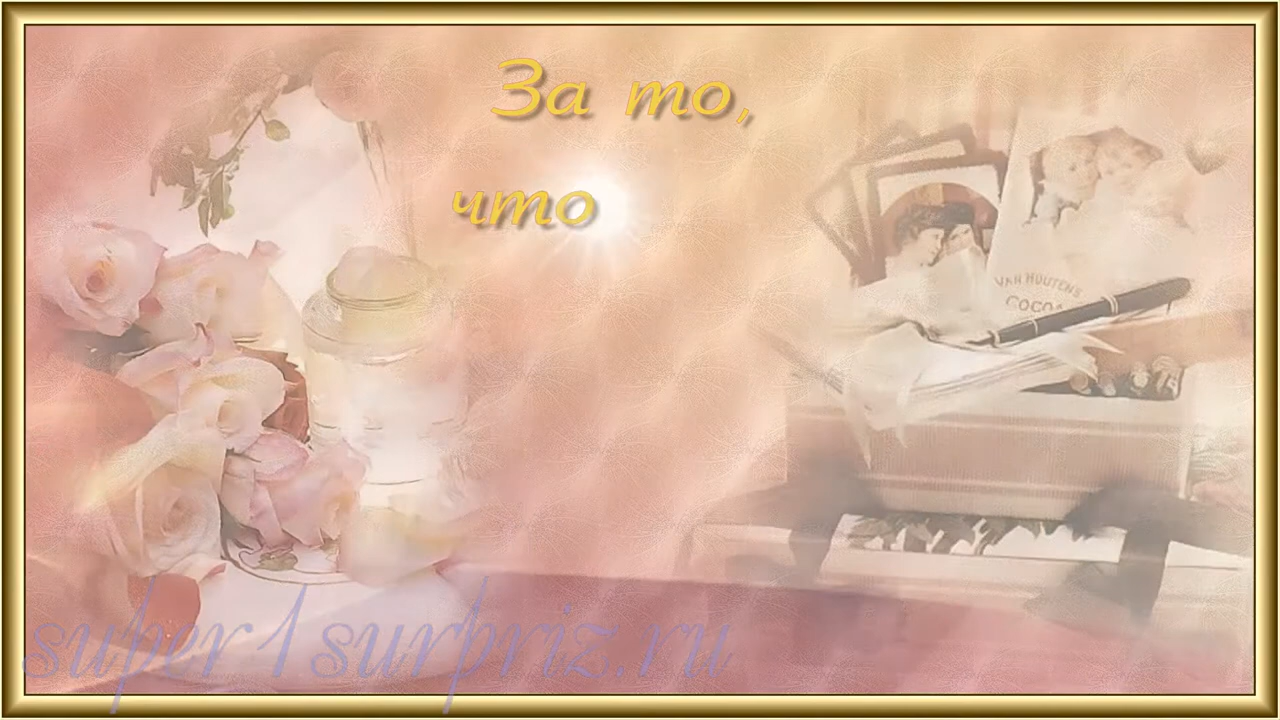 За то,
что
VAN HOUTEN'S
COCOA
super1surpriz.ru